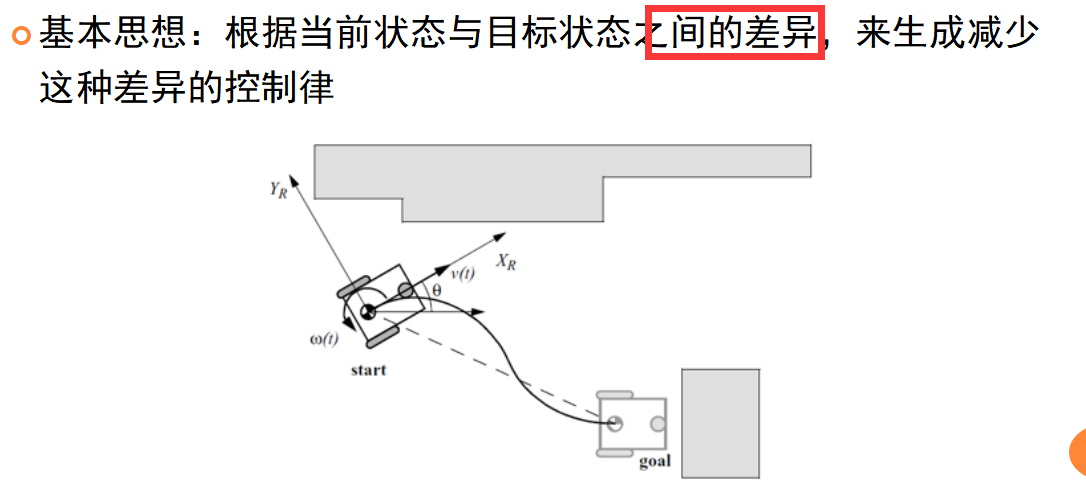 基本思想：根据当前状态与目标状态之间的差异，来生成减少
这种差异的控制律
Y_R
X_R
v(t)
θ
ω(t)
start
goal